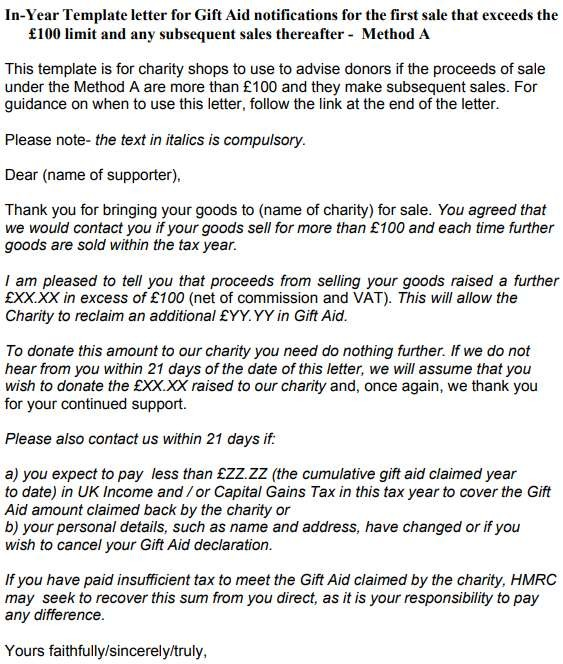 In-Year Template letter for Gift Aid notifications for the first sale that exceeds the
£100 limit and any subsequent sales thereafter - Method A
This template is for charity shops to use to advise donors if the proceeds of sale
under the Method A are more than £100 and they make subsequent sales. For
guidance on when to use this letter, follow the link at the end of the letter.
Please note- the text in italics is compulsory.
Dear (name of supporter),
Thank you for bringing your goods to (name of charity) for sale. You agreed that
we would contact you if your goods sell for more than £100 and each time further
goods are sold within the tax year.
I am pleased to tell you that proceeds from selling your goods raised a further
£XX.XX in excess of £100 (net of commission and VAT). This will allow the
Charity to reclaim an additional £YY.YY in Gift Aid.
To donate this amount to our charity you need do nothing further. If we do not
hear from you within 21 days of the date of this letter, we will assume that you
wish to donate the £XX.XX raised to our charity and, once again, we thank you
for your continued support.
Please also contact us within 21 days if:
a) you expect to pay less than £ZZ.ZZ (the cumulative gift aid claimed year
to date) in UK Income and / or Capital Gains Tax in this tax year to cover the Gift
Aid amount claimed back by the charity or
b) your personal details, such as name and address, have changed or if you
wish to cancel your Gift Aid declaration.
If you have paid insufficient tax to meet the Gift Aid claimed by the charity, HMRC
may seek to recover this sum from you direct, as it is your responsibility to pay
any difference.
Yours faithfully/sincerely/truly,